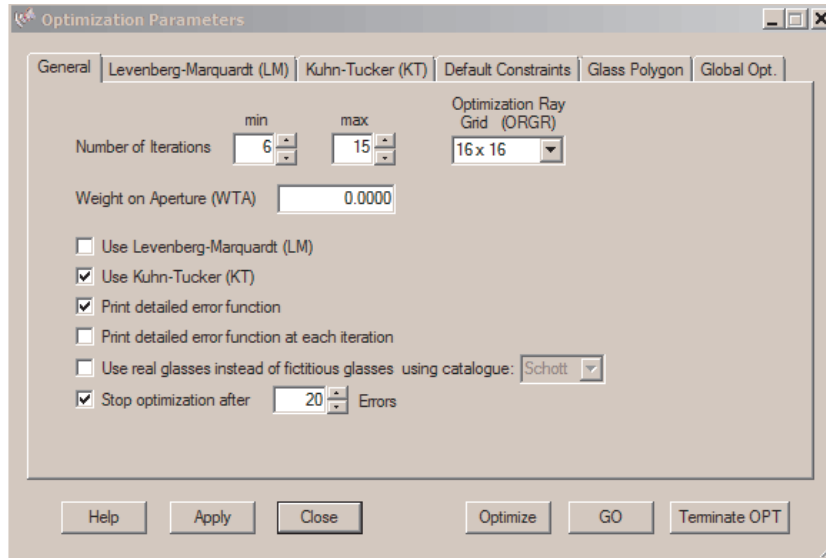 Optimization Parameters
General Levenberg-Marquardt (LM) Kuhn-Tucker (KT) Default Constraints Glass Polygon Global Opt.
min max Optimization Ray
Grid (ORGR)
Number of Iterations 6 15 16 x 16
Weight on Aperture (WTA) 0.0000
Use Levenberg-Marquardt (LM)
Use Kuhn-Tucker (KT)
Print detailed error function
Print detailed error function at each iteration
Use real glasses instead of fictitious glasses using catalogue: Schott
Stop optimization after 20 Errors
Help Apply Close Optimize GO Terminate OPT